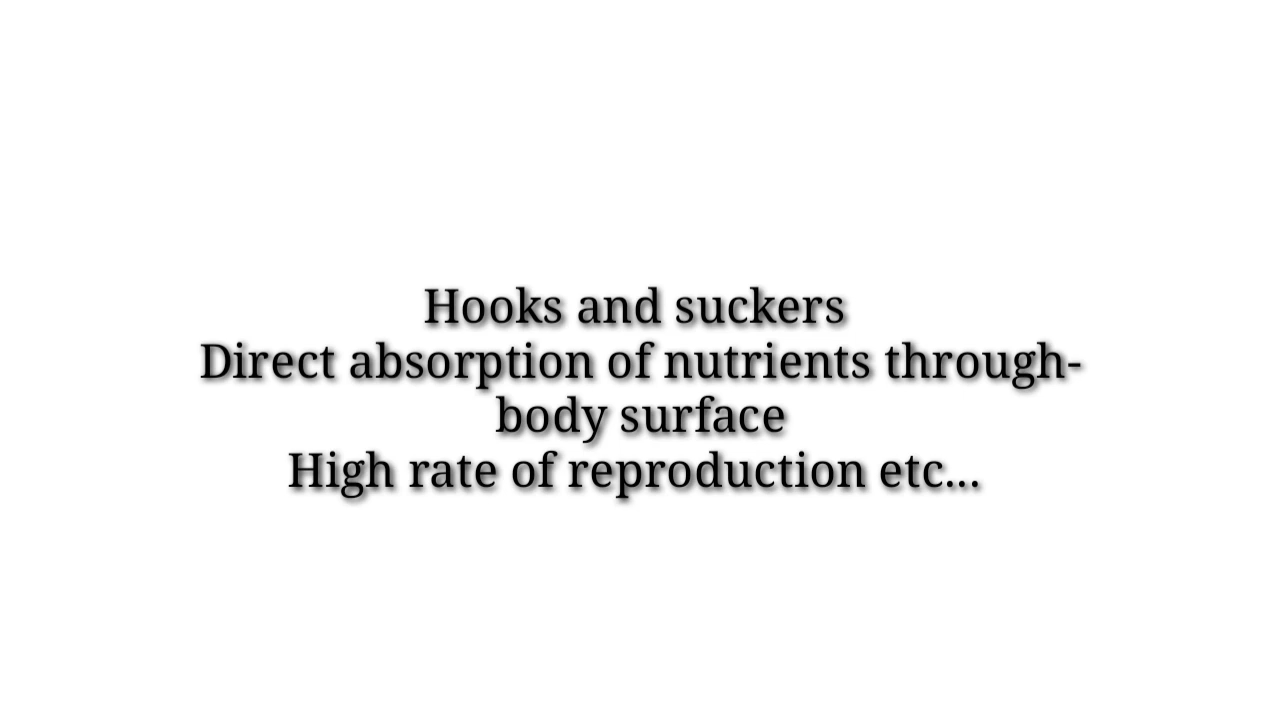 Hooks and suckers
Direct absorption of nutrients through-
body surface
High rate of reproduction etc...